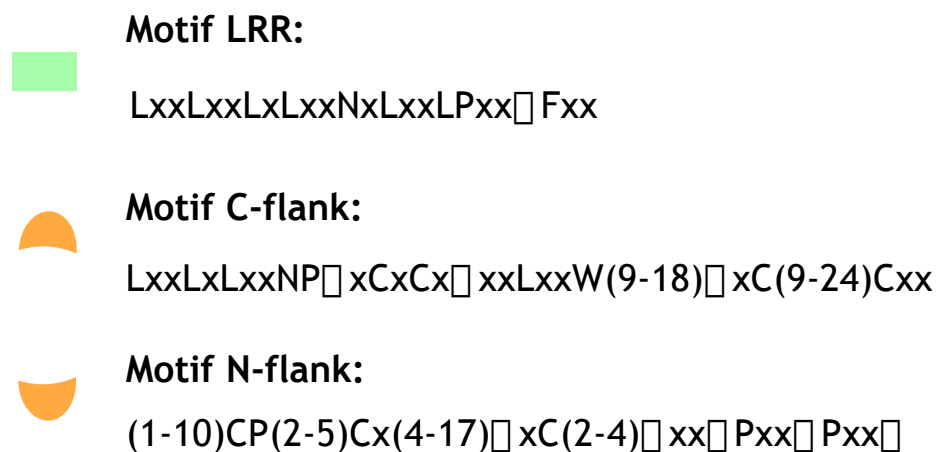 Motif LRR:
LxxLxxLxLxxNxLxxLPxx▯Fxx
Motif C-flank:
LxxLxLxxNP▯xCxCx▯xxLxxW(9-18)▯xC(9-24)Cxx
Motif N-flank:
(1-10)CP(2-5)Cx(4-17)▯xC(2-4)▯xx▯Pxx▯Pxx▯